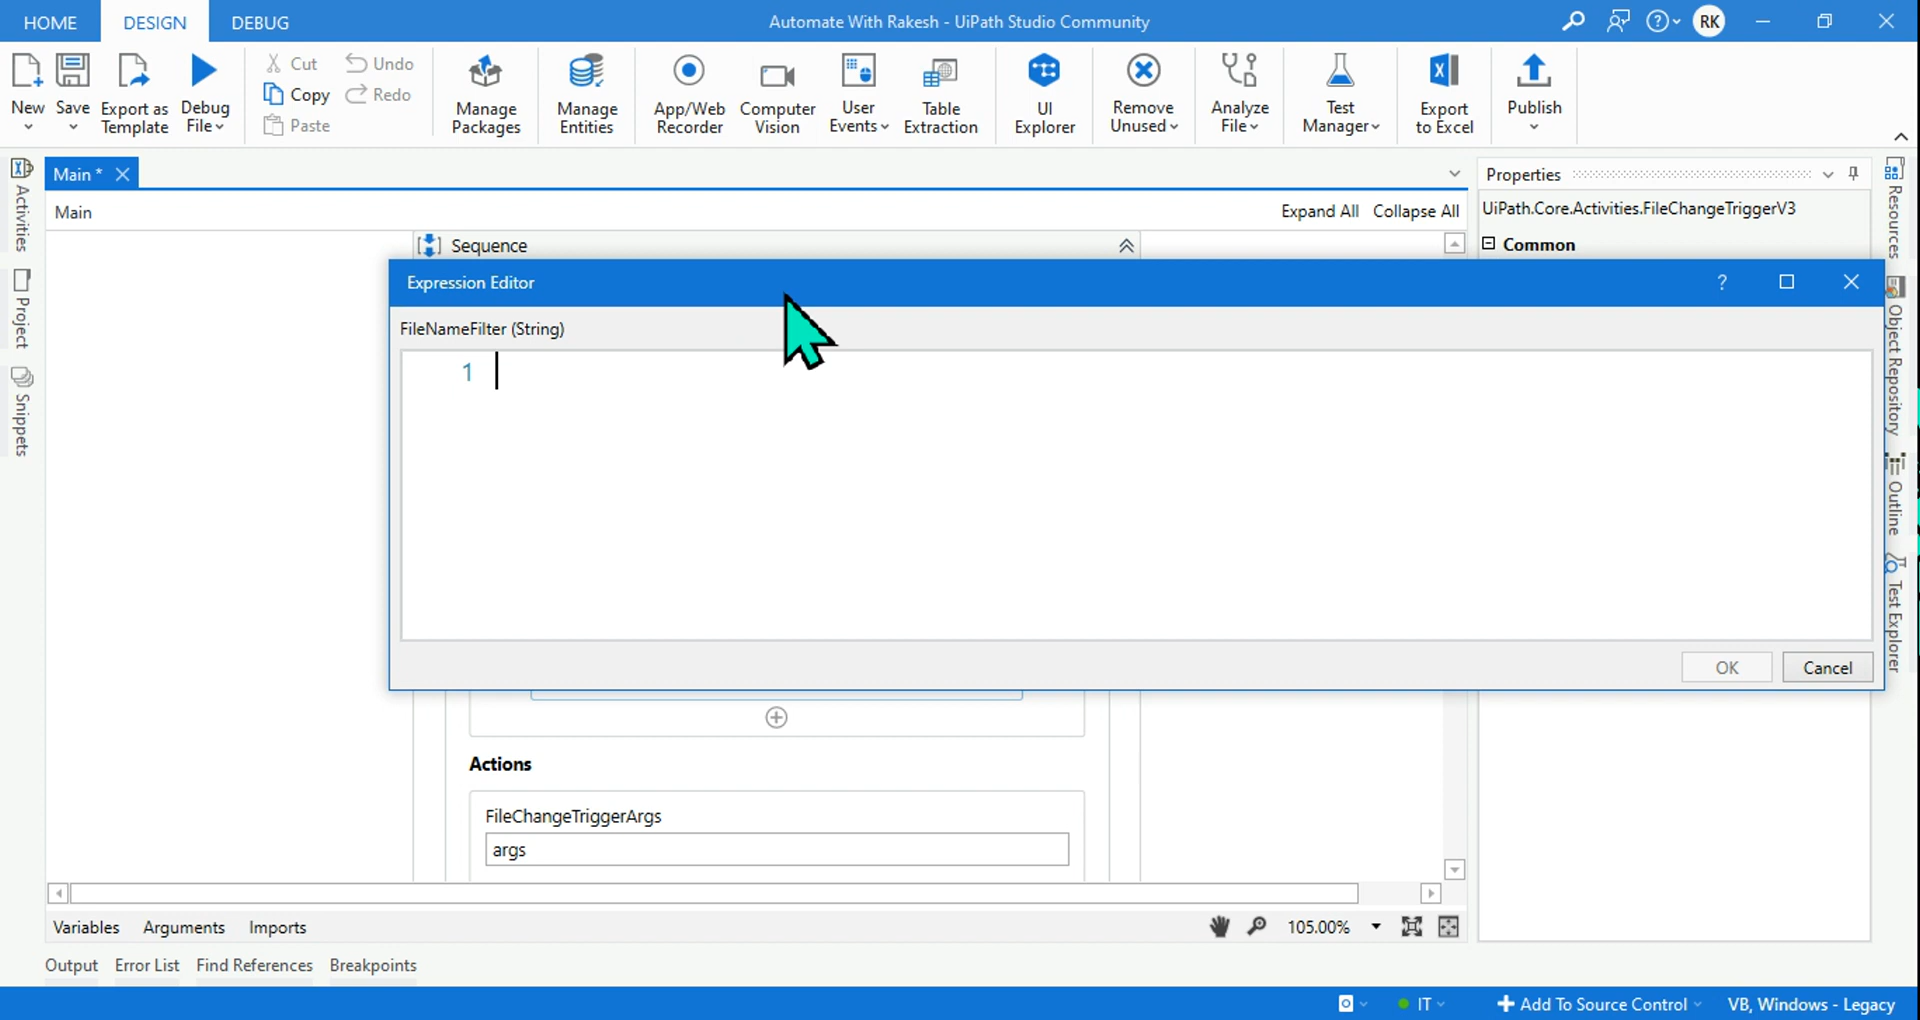 HOME DESIGN DEBUG Automate With Rakesh - UiPath Studio Community RK
New Save Export as Template Debug File
Cut Undo
Copy Redo
Paste
Manage Packages Manage Entities App/Web Recorder Computer Vision User Events Table Extraction UI Explorer Remove Unused Analyze File Test Manager Export to Excel Publish
Main *
Properties
Main Expand All Collapse All
UiPath.Core.Activities.FileChangeTriggerV3
Sequence
Common
Activities
Project
Snippets
Resources
Object Repository
Outline
Test Explorer
Expression Editor ?
FileNameFilter (String)
1
OK Cancel
Actions
FileChangeTriggerArgs
args
Variables Arguments Imports 105.00%
Output Error List Find References Breakpoints
IT Add To Source Control VB, Windows - Legacy